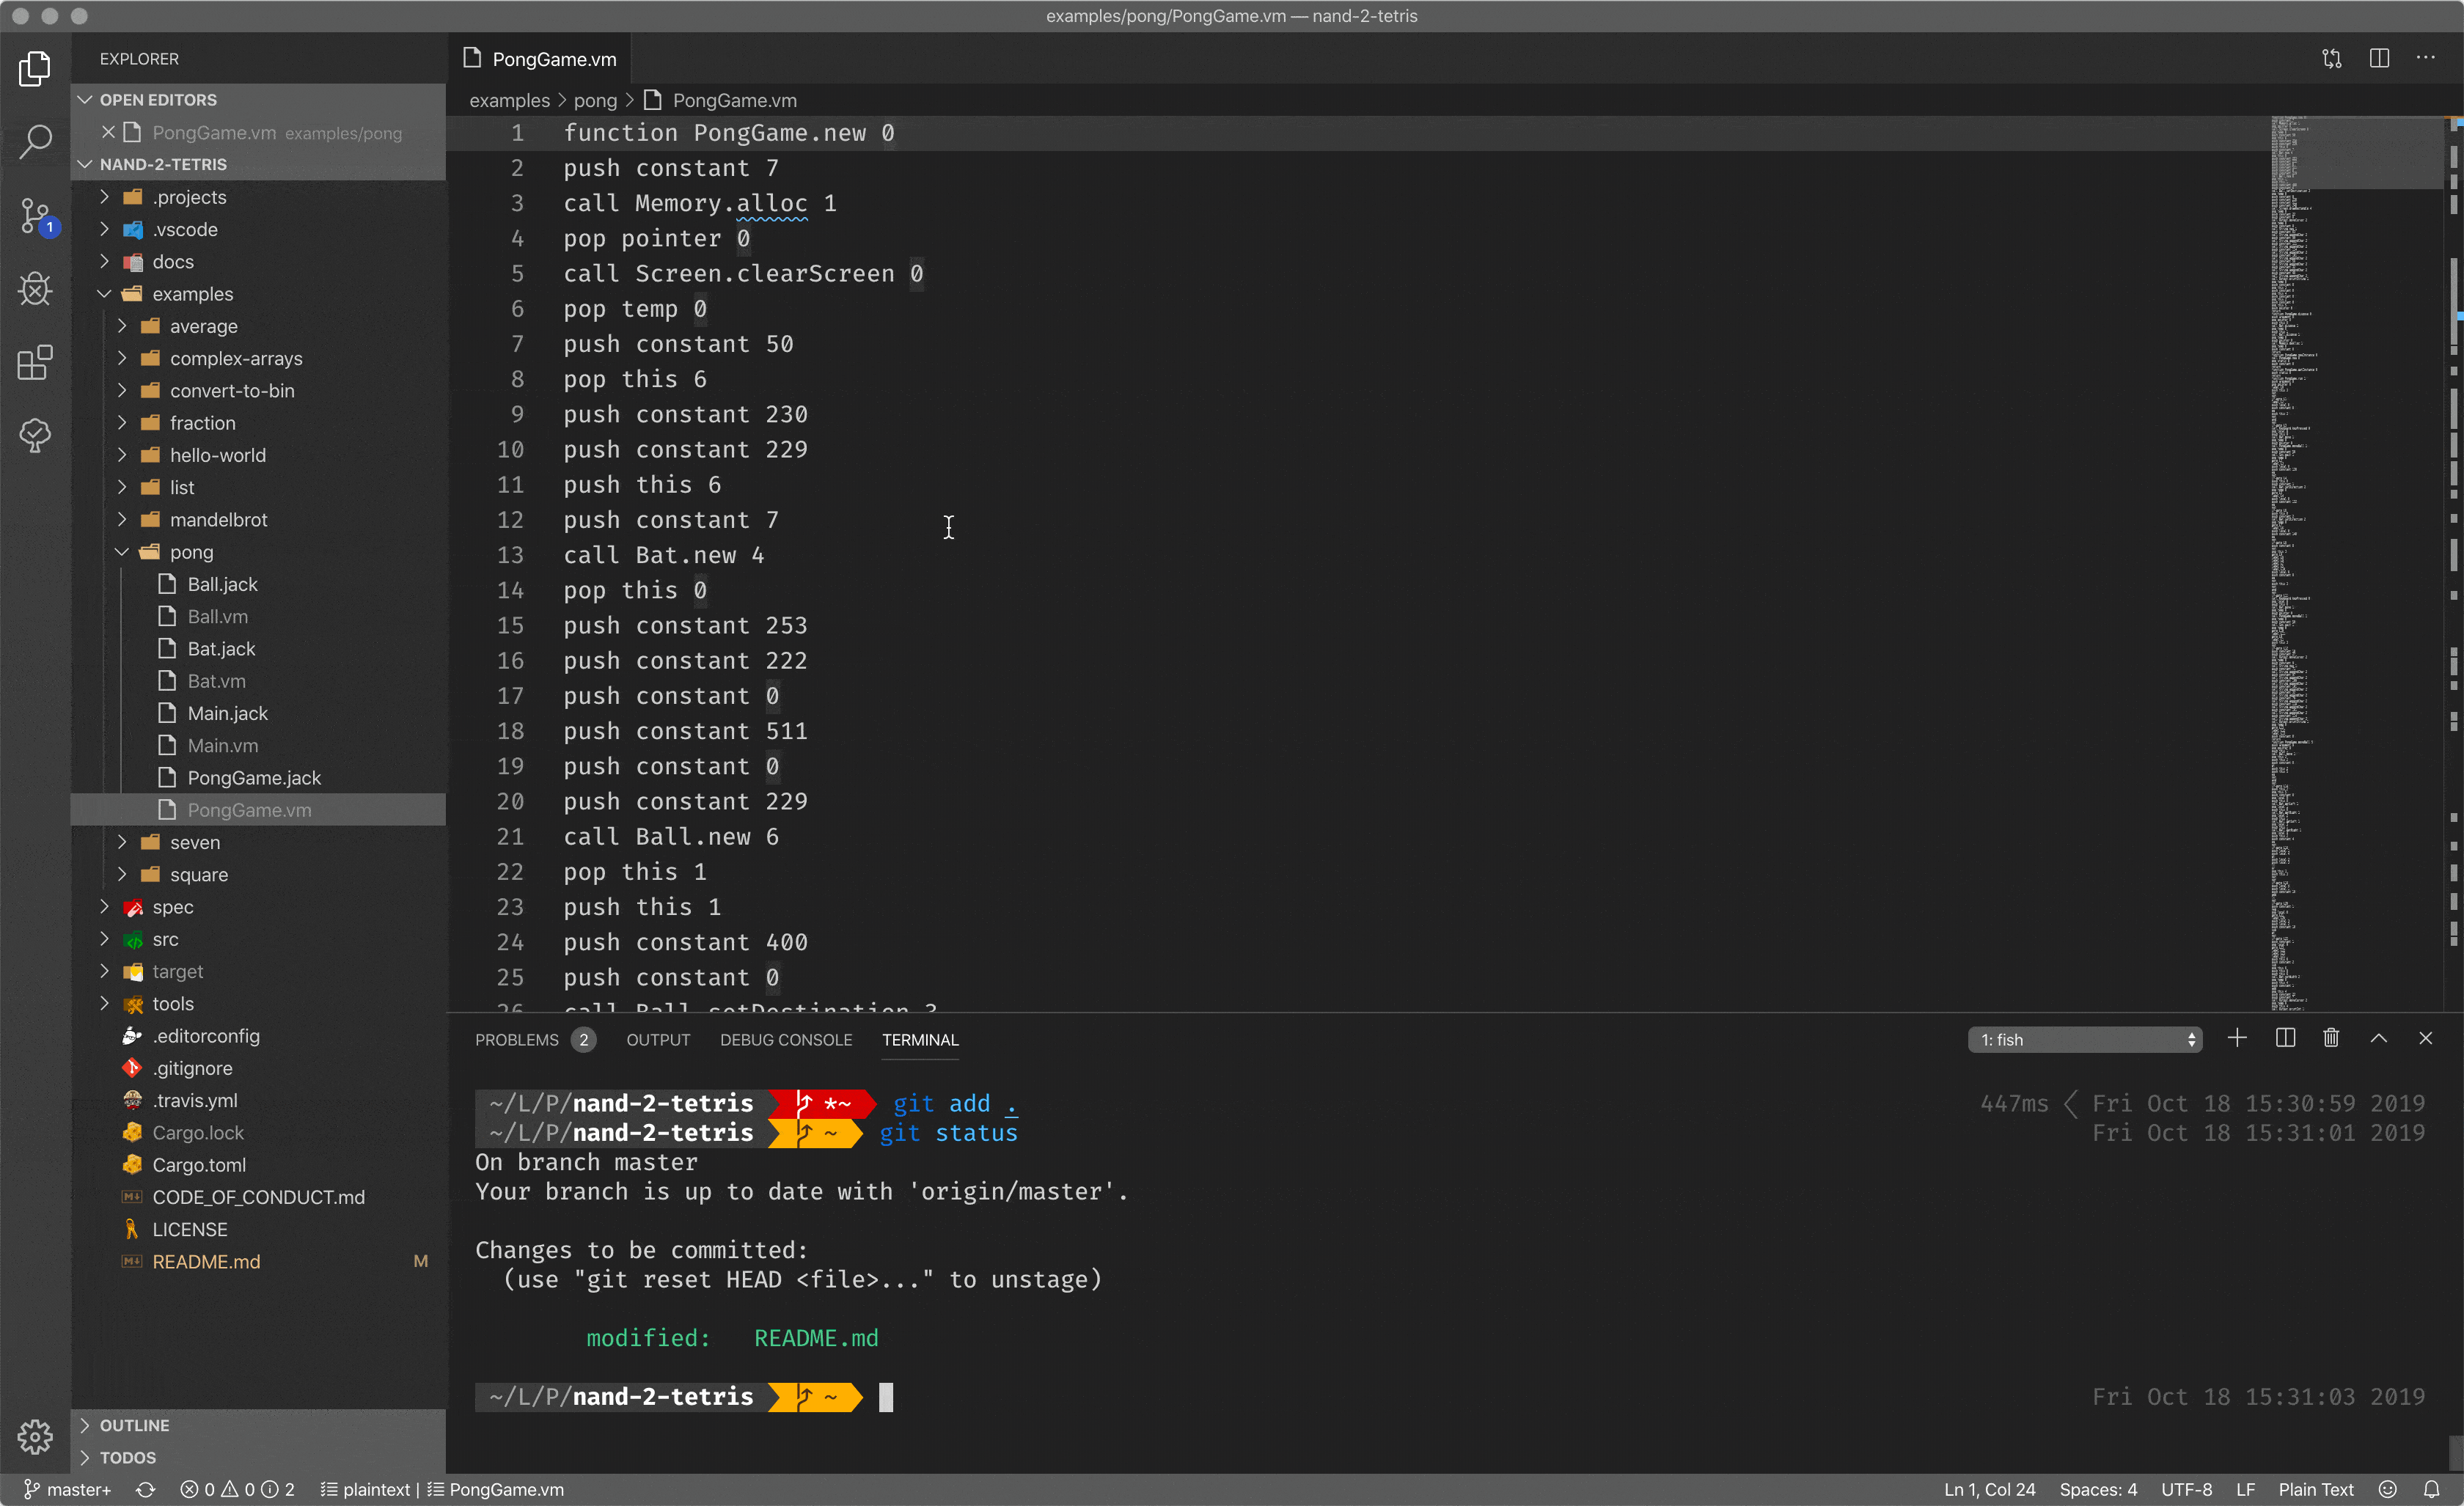 examples/pong/PongGame.vm — nand-2-tetris
EXPLORER
OPEN EDITORS
PongGame.vm examples/pong
NAND-2-TETRIS
.projects
.vscode
docs
examples
average
complex-arrays
convert-to-bin
fraction
hello-world
list
mandelbrot
pong
Ball.jack
Ball.vm
Bat.jack
Bat.vm
Main.jack
Main.vm
PongGame.jack
PongGame.vm
seven
square
spec
src
target
tools
.editorconfig
.gitignore
.travis.yml
Cargo.lock
Cargo.toml
CODE_OF_CONDUCT.md
LICENSE
README.md M
OUTLINE
TODOS
1
PongGame.vm
examples > pong > PongGame.vm
1 function PongGame.new 0
2 push constant 7
3 call Memory.alloc 1
4 pop pointer 0
5 call Screen.clearScreen 0
6 pop temp 0
7 push constant 50
8 pop this 6
9 push constant 230
10 push constant 229
11 push this 6
12 push constant 7
13 call Bat.new 4
14 pop this 0
15 push constant 253
16 push constant 222
17 push constant 0
18 push constant 511
19 push constant 0
20 push constant 229
21 call Ball.new 6
22 pop this 1
23 push this 1
24 push constant 400
25 push constant 0
26 call Ball.setDestination 3
PROBLEMS 2 OUTPUT DEBUG CONSOLE TERMINAL 1: fish
~/L/P/nand-2-tetris *~ git add . 447ms Fri Oct 18 15:30:59 2019
~/L/P/nand-2-tetris ~ git status Fri Oct 18 15:31:01 2019
On branch master
Your branch is up to date with 'origin/master'.
Changes to be committed:
(use "git reset HEAD <file>..." to unstage)
modified: README.md
~/L/P/nand-2-tetris ~ Fri Oct 18 15:31:03 2019
master+ 0 0 2 plaintext | PongGame.vm Ln 1, Col 24 Spaces: 4 UTF-8 LF Plain Text